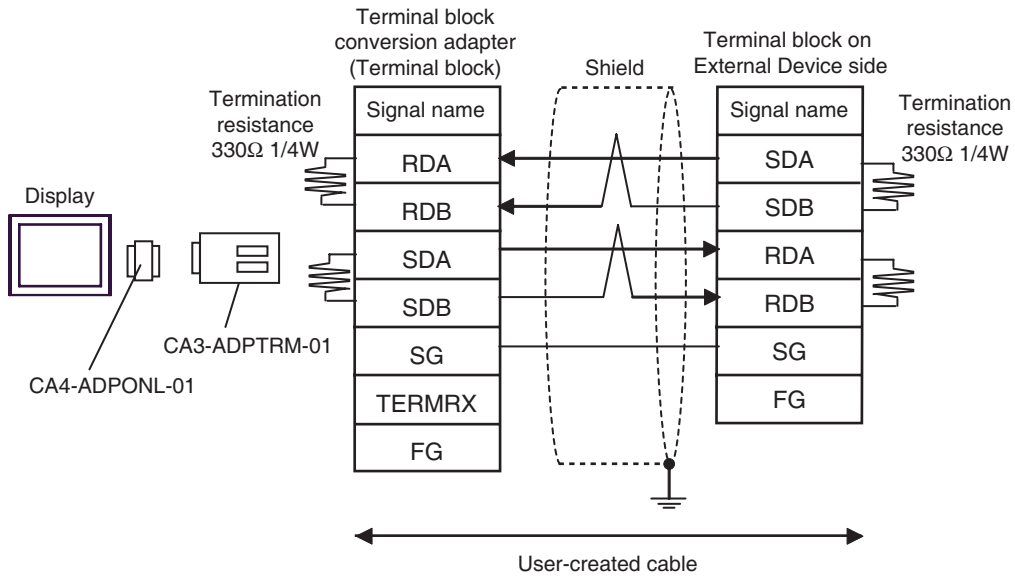 Terminal block
conversion adapter
(Terminal block)
Shield
Terminal block on
External Device side
Termination
resistance
330Ω 1/4W
Signal name
RDA
RDB
SDA
SDB
SG
TERMRX
FG
Signal name
SDA
SDB
RDA
RDB
SG
FG
Termination
resistance
330Ω 1/4W
Display
CA3-ADPTRM-01
CA4-ADPONL-01
User-created cable